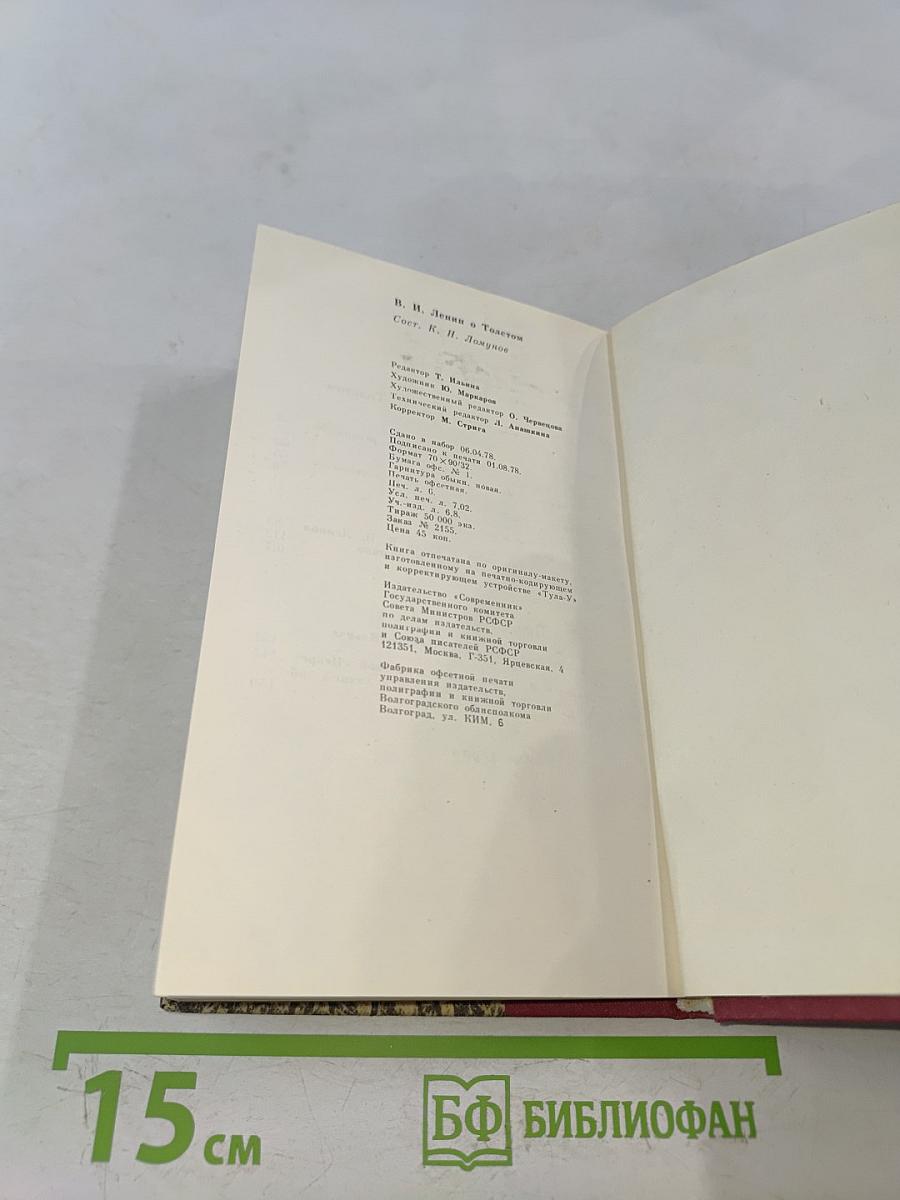 В. И. Ленин о Толстом
Сост. К. Н. Ломунов
Редактор Т. Ильина
Художник Ю. Маркаров
Художественный редактор О. Червецова
Технический редактор Л. Анашкина
Корректор М. Стрига
Сдано в набор 06.04.78.
Подписано к печати 01.08.78.
Формат 70×90/32.
Бумага офс. № 1.
Гарнитура обыкн. новая.
Печать офсетная.
Печ. л. 6.
Усл. печ. л. 7,02.
Уч.-изд. л. 6,8.
Тираж 50 000 экз.
Заказ № 2155.
Цена 45 коп.
Книга отпечатана по оригиналу-макету,
изготовленному на печатно-кодирующем
и корректирующем устройстве «Тула-У»
Издательство «Современник»
Государственного комитета
Совета Министров РСФСР
по делам издательств,
полиграфии и книжной торговли
и Союза писателей РСФСР
121351, Москва, Г-351, Ярцевская, 4
Фабрика офсетной печати
управления издательств,
полиграфии и книжной торговли
Волгоградского облисполкома
Волгоград, ул. КИМ, 6
15 см
БФ БИБЛИОФАН